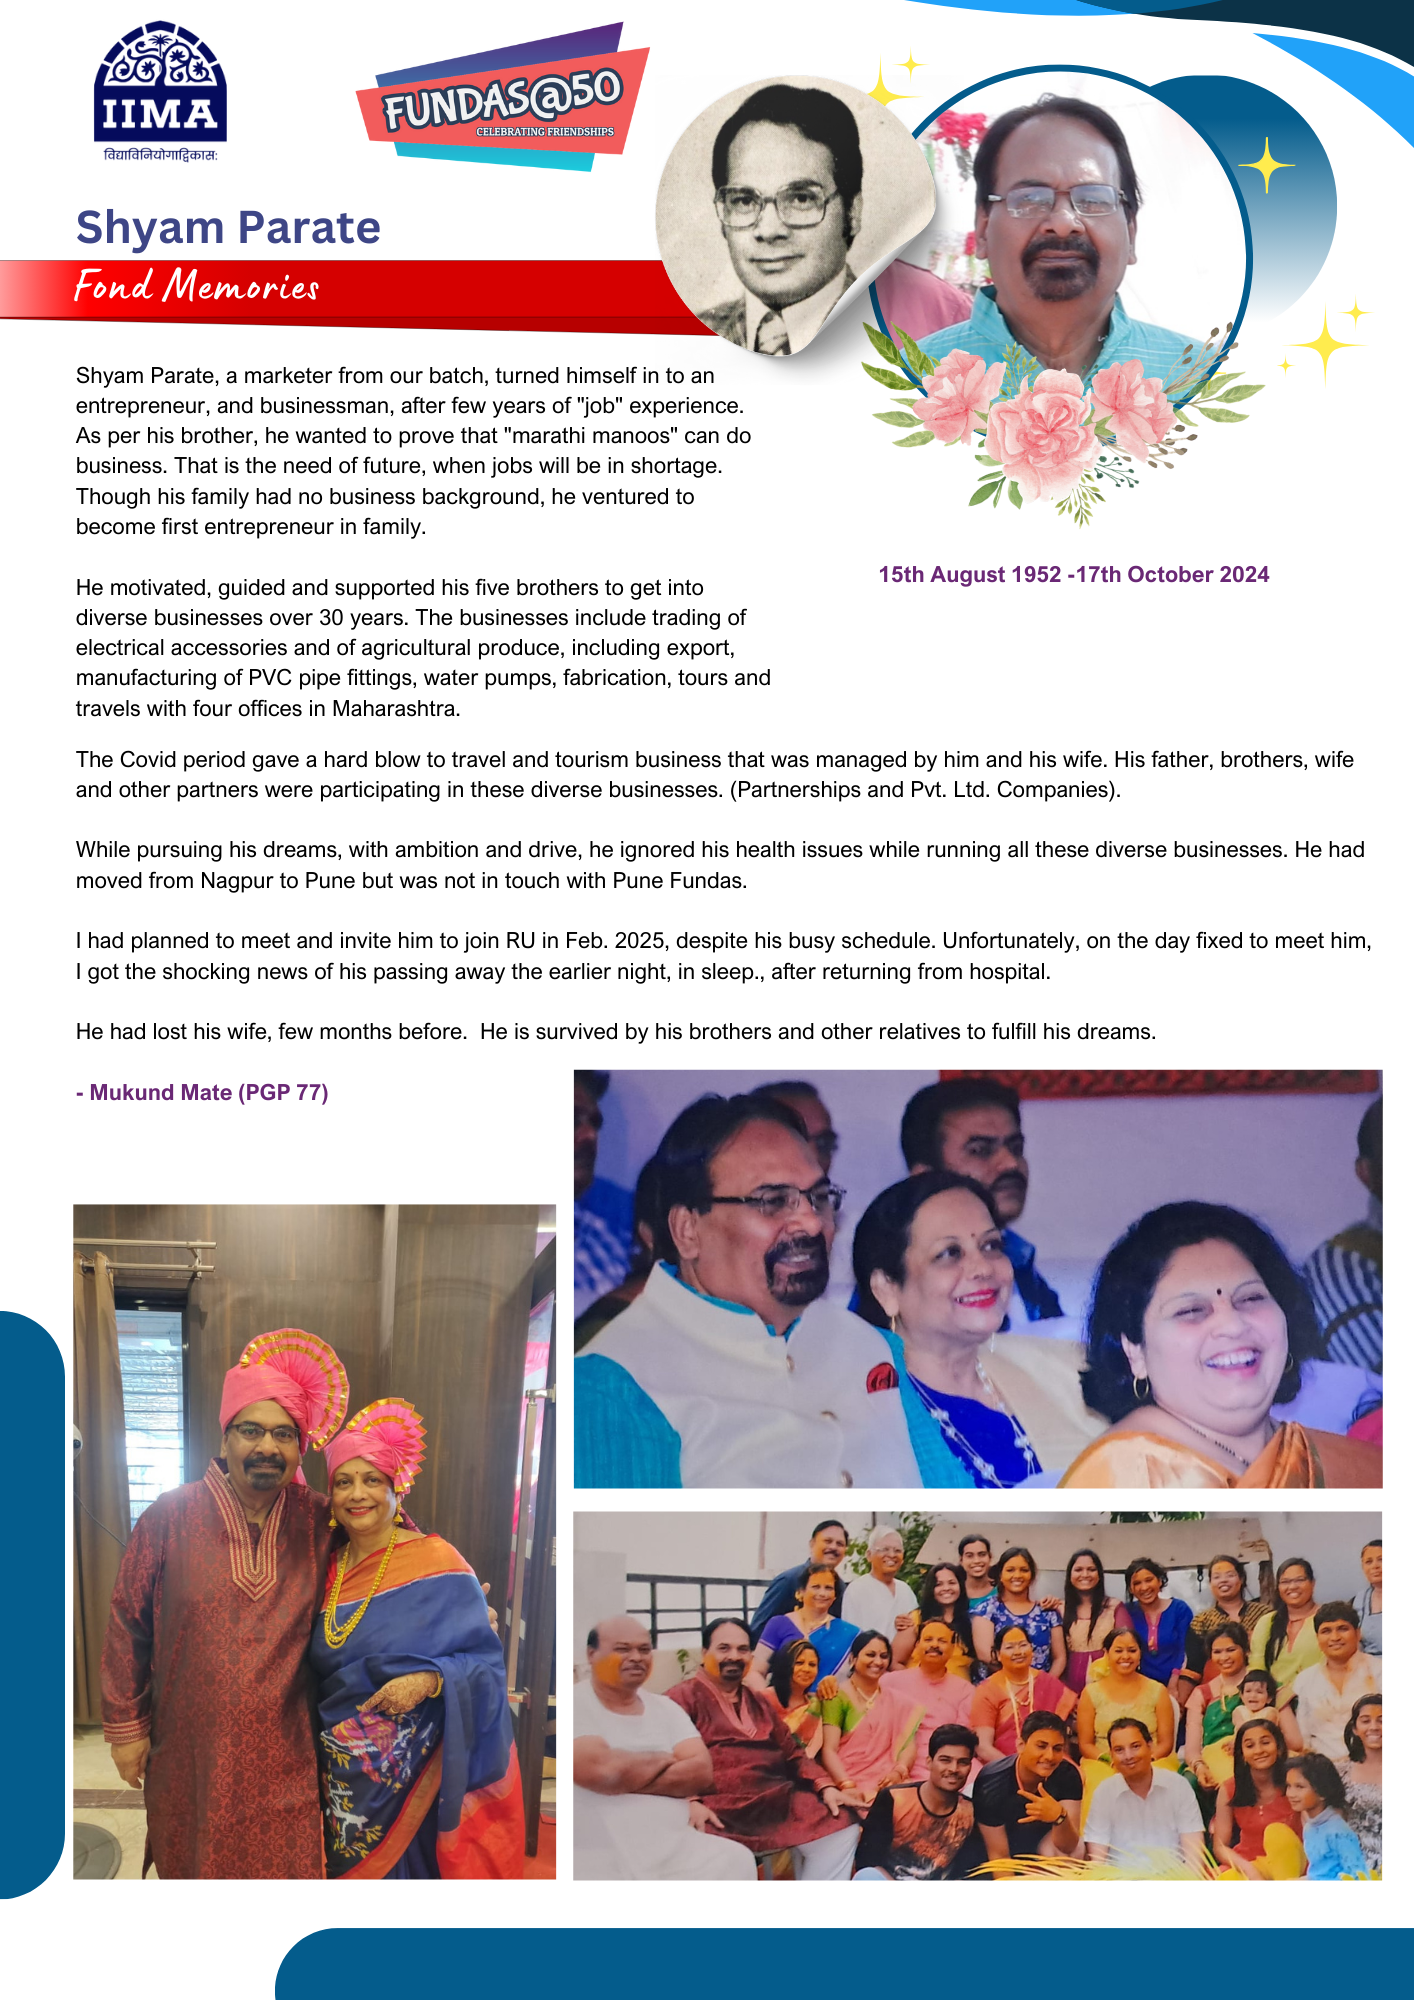 IIMA
विद्याविनियोगाद्विकास:
FUNDAS@50
CELEBRATING FRIENDSHIPS
Shyam Parate
Fond Memories
Shyam Parate, a marketer from our batch, turned himself in to an
entrepreneur, and businessman, after few years of "job" experience.
As per his brother, he wanted to prove that "marathi manoos" can do
business. That is the need of future, when jobs will be in shortage.
Though his family had no business background, he ventured to
become first entrepreneur in family.
15th August 1952 -17th October 2024
He motivated, guided and supported his five brothers to get into
diverse businesses over 30 years. The businesses include trading of
electrical accessories and of agricultural produce, including export,
manufacturing of PVC pipe fittings, water pumps, fabrication, tours and
travels with four offices in Maharashtra.
The Covid period gave a hard blow to travel and tourism business that was managed by him and his wife. His father, brothers, wife
and other partners were participating in these diverse businesses. (Partnerships and Pvt. Ltd. Companies).
While pursuing his dreams, with ambition and drive, he ignored his health issues while running all these diverse businesses. He had
moved from Nagpur to Pune but was not in touch with Pune Fundas.
I had planned to meet and invite him to join RU in Feb. 2025, despite his busy schedule. Unfortunately, on the day fixed to meet him,
I got the shocking news of his passing away the earlier night, in sleep., after returning from hospital.
He had lost his wife, few months before.  He is survived by his brothers and other relatives to fulfill his dreams.
- Mukund Mate (PGP 77)